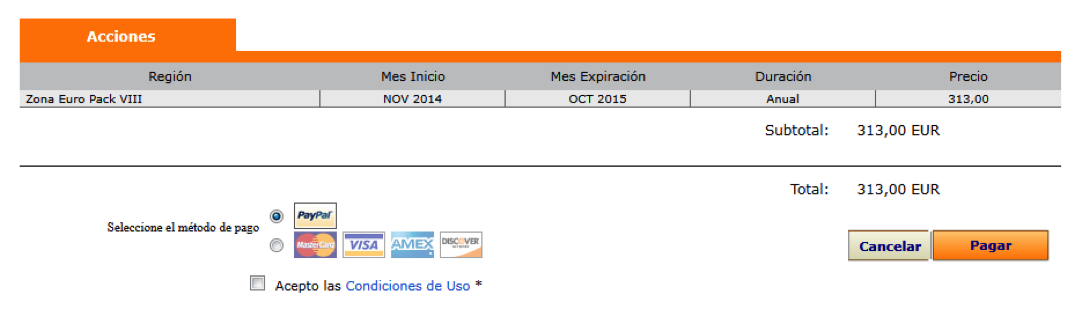 Acciones
Región Mes Inicio Mes Expiración Duración Precio
Zona Euro Pack VIII NOV 2014 OCT 2015 Anual 313,00
Subtotal: 313,00 EUR
Total: 313,00 EUR
Seleccione el método de pago
PayPal
MasterCard VISA AMEX DISCOVER
Cancelar Pagar
Acepto las Condiciones de Uso *